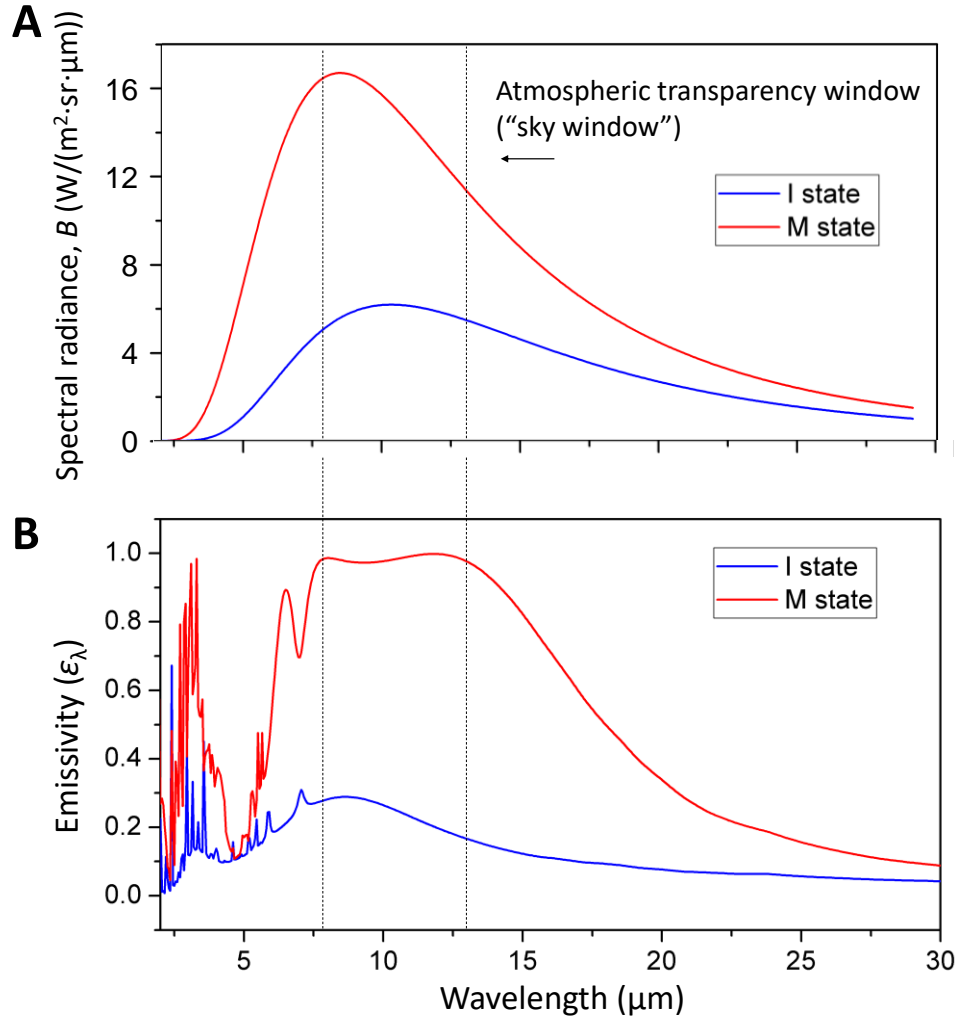 A
Spectral radiance, B (W/(m²·sr·μm))
16
12
8
4
0
Atmospheric transparency window
(“sky window”)
I state
M state
B
Emissivity (ελ)
1.0
0.8
0.6
0.4
0.2
0.0
I state
M state
5
10
15
20
25
30
Wavelength (μm)